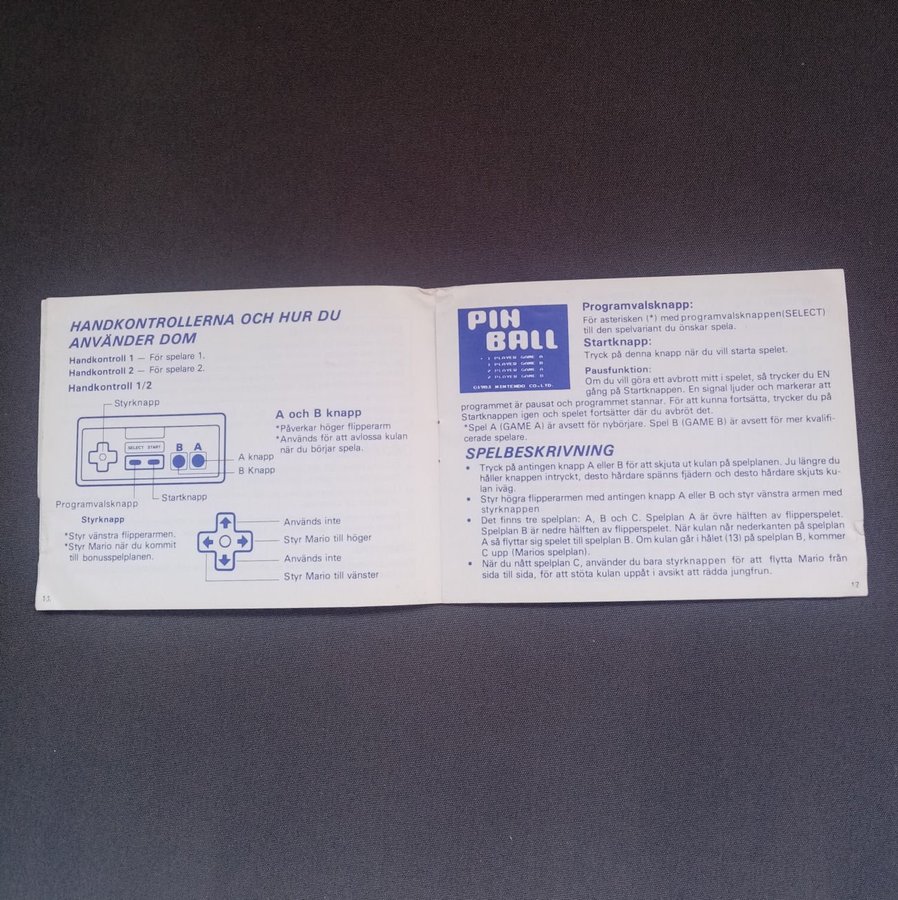 HANDKONTROLLERNA OCH HUR DU
ANVÄNDER DOM
Handkontroll 1 — För spelare 1.
Handkontroll 2 — För spelare 2.
Handkontroll 1/2
Styrknapp
SELECT START
B A
A knapp
B Knapp
Startknapp
Programvalsknapp
A och B knapp
*Påverkar höger flipperarm
*Används för att avlossa kulan
när du börjar spela.
Styrknapp
*Styr vänstra flipperarmen.
*Styr Mario när du kommit
till bonusspelplanen.
Används inte
Styr Mario till höger
Används inte
Styr Mario till vänster
11
PIN
BALL
· 1 PLAYER GAME A
· 1 PLAYER GAME B
2 PLAYER GAME A
2 PLAYER GAME B
©1983 NINTENDO CO.,LTD.
Programvalsknapp:
För asterisken (*) med programvalsknappen(SELECT)
till den spelvariant du önskar spela.
Startknapp:
Tryck på denna knapp när du vill starta spelet.
Pausfunktion:
Om du vill göra ett avbrott mitt i spelet, så trycker du EN
gång på Startknappen. En signal ljuder och markerar att
programmet är pausat och programmet stannar. För att kunna fortsätta, trycker du på
Startknappen igen och spelet fortsätter där du avbröt det.
*Spel A (GAME A) är avsett för nybörjare. Spel B (GAME B) är avsett för mer kvalifi-
cerade spelare.
SPELBESKRIVNING
• Tryck på antingen knapp A eller B för att skjuta ut kulan på spelplanen. Ju längre du
håller knappen intryckt, desto hårdare spänns fjädern och desto hårdare skjuts ku-
lan iväg.
• Styr högra flipperarmen med antingen knapp A eller B och styr vänstra armen med
styrknappen
• Det finns tre spelplan: A, B och C. Spelplan A är övre hälften av flipperspelet.
Spelplan B är nedre hälften av flipperspelet. När kulan når nederkanten på spelplan
A så flyttar sig spelet till spelplan B. Om kulan går i hålet (13) på spelplan B, kommer
C upp (Marios spelplan).
• När du nått spelplan C, använder du bara styrknappen för att flytta Mario från
sida till sida, för att stöta kulan uppåt i avsikt att rädda jungfrun.
12